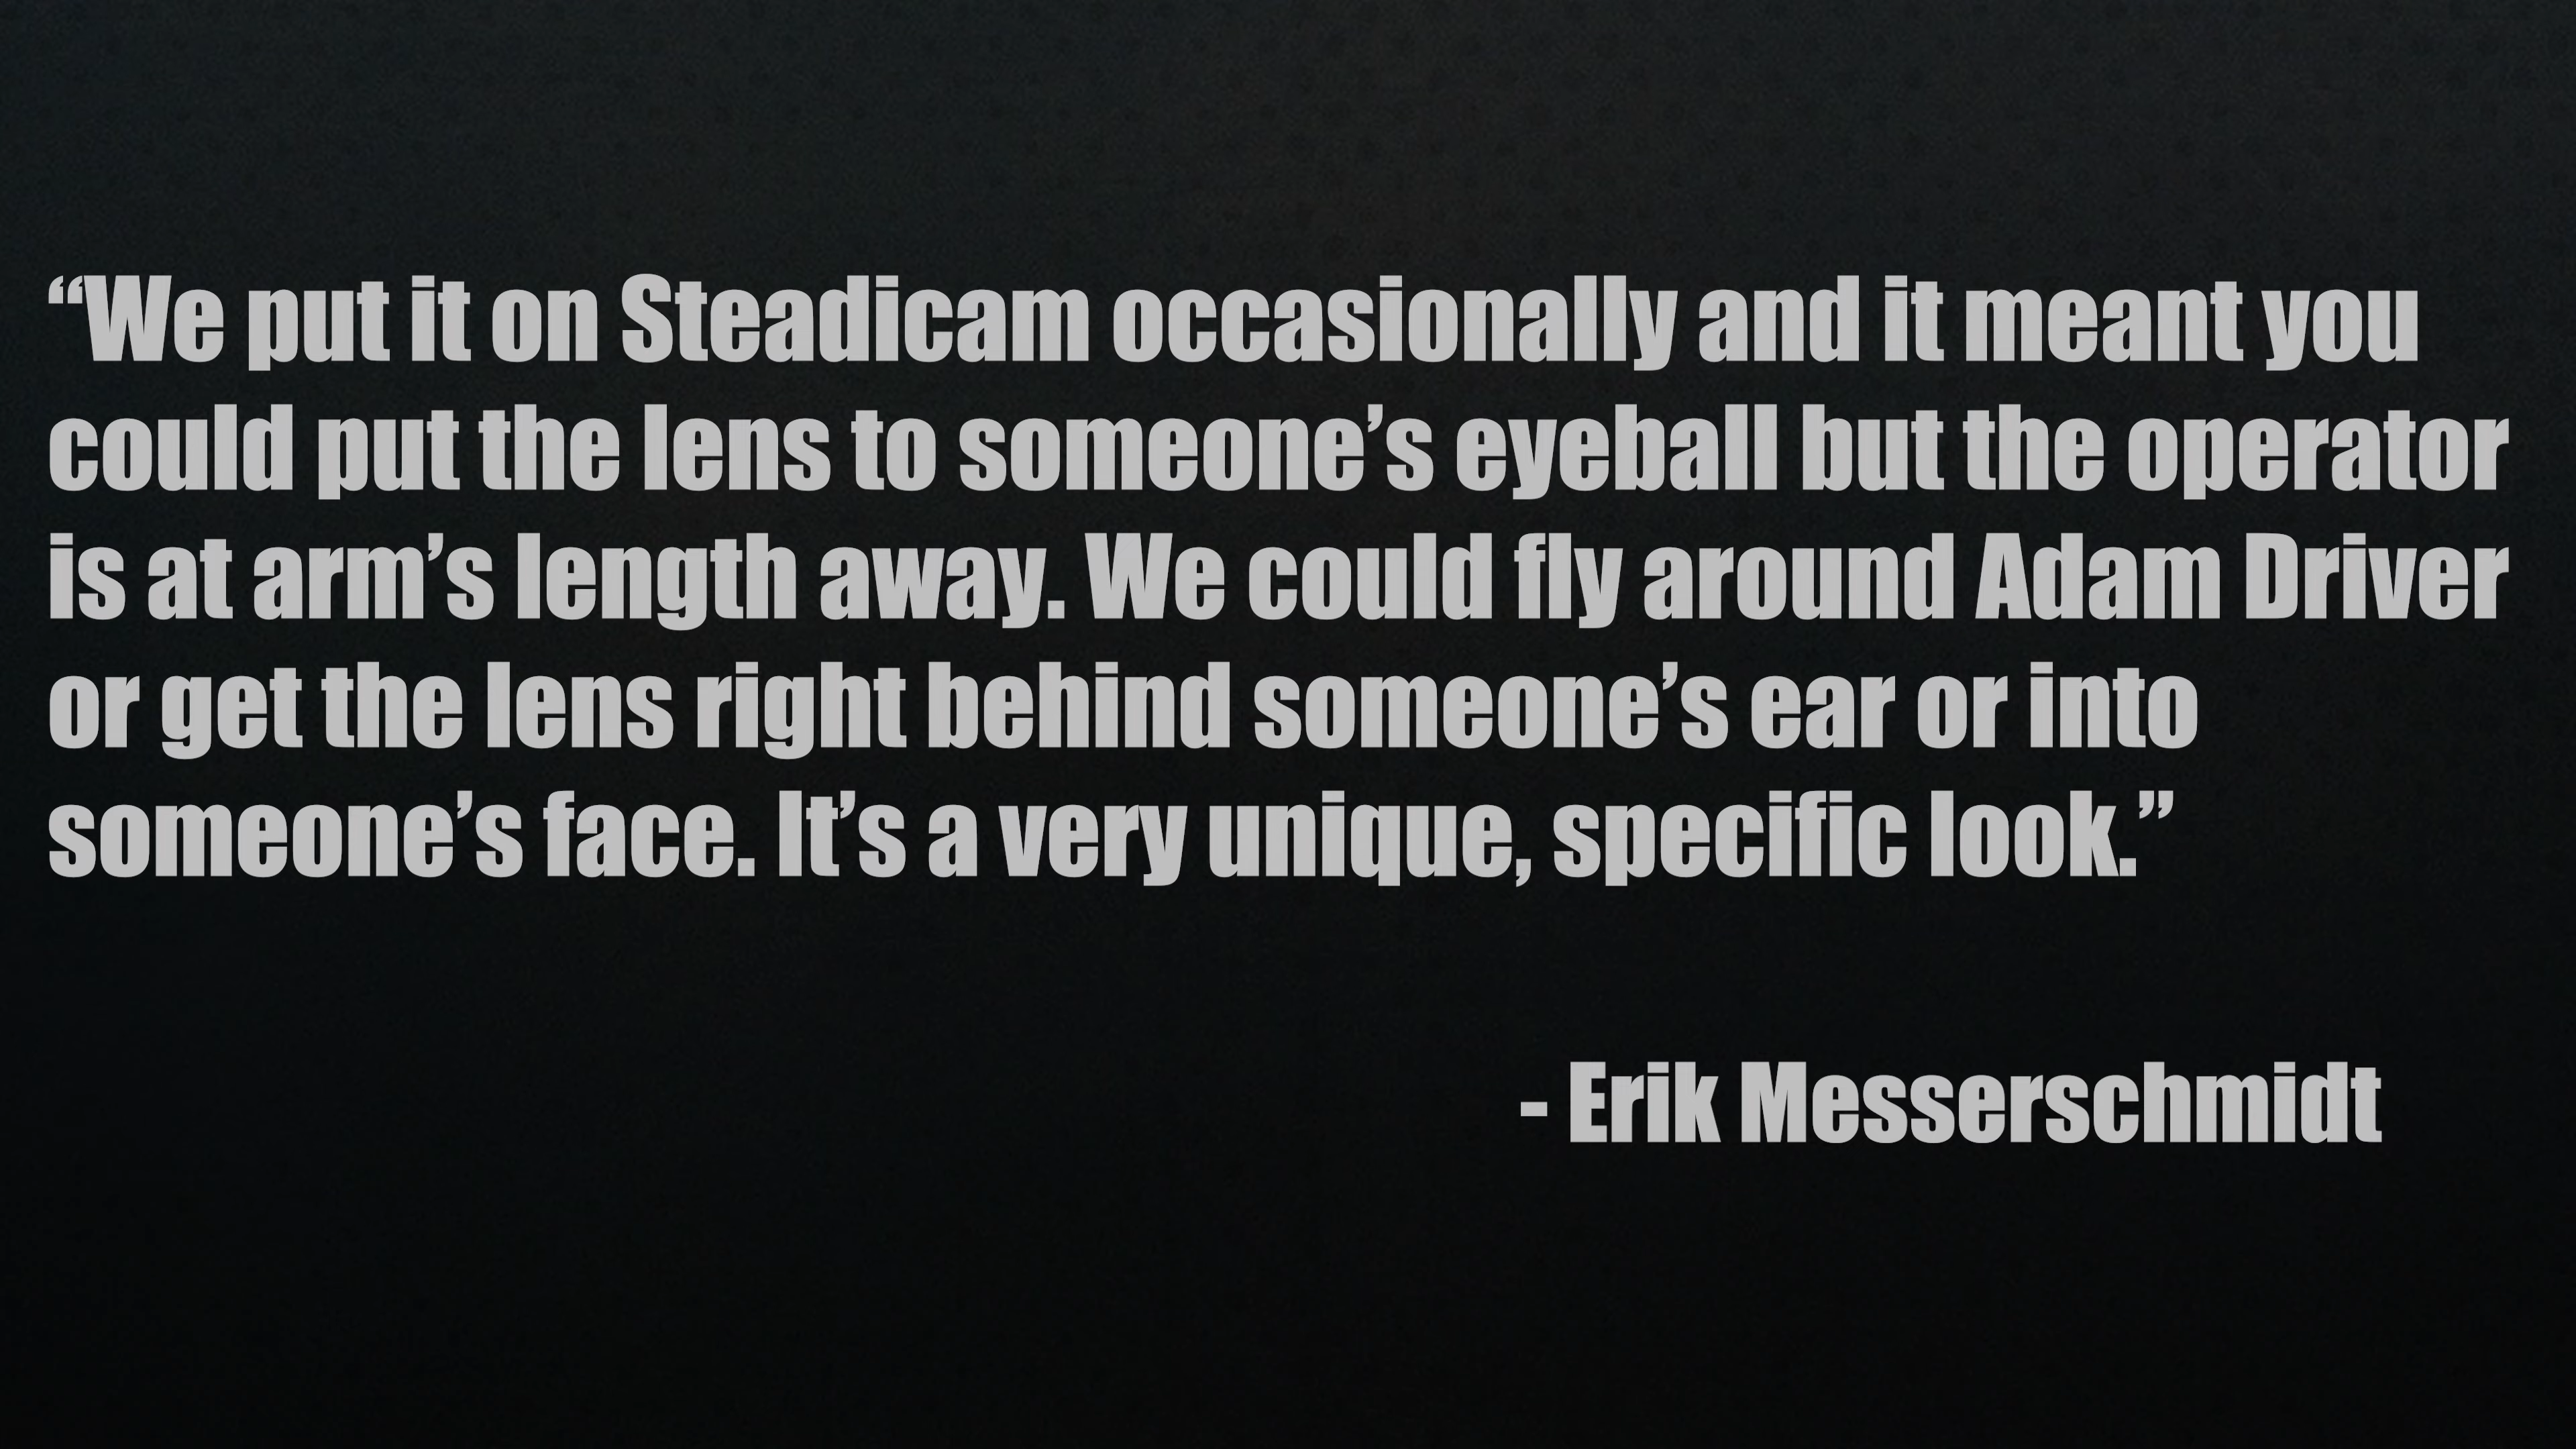 “We put it on Steadicam occasionally and it meant you
could put the lens to someone’s eyeball but the operator
is at arm’s length away. We could fly around Adam Driver
or get the lens right behind someone’s ear or into
someone’s face. It’s a very unique, specific look.”
- Erik Messerschmidt